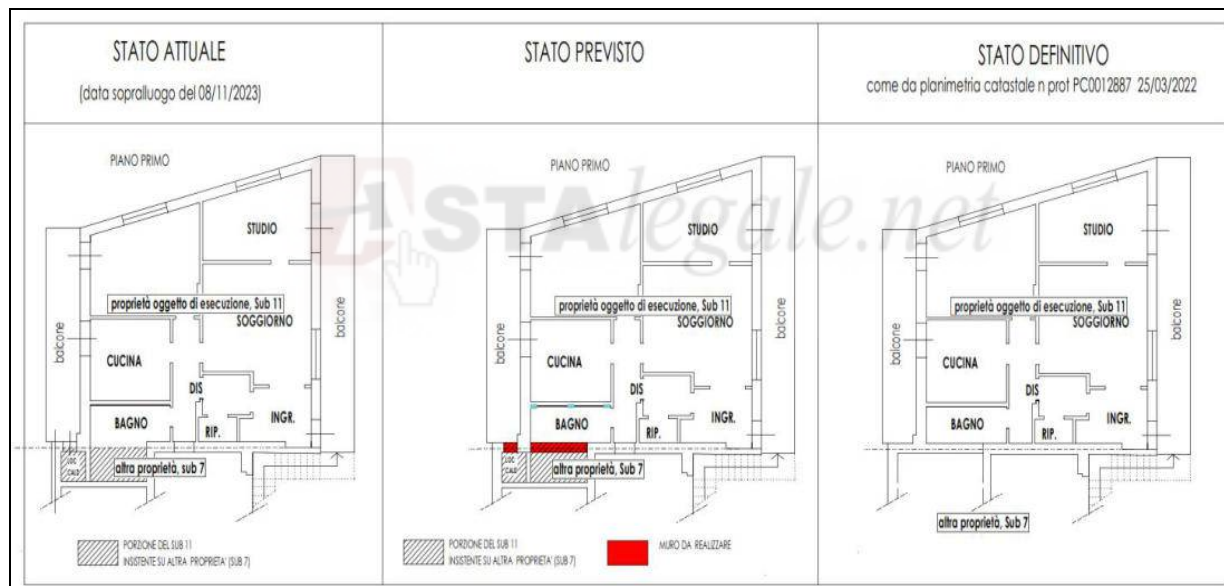 STATO ATTUALE
(data sopralluogo del 08/11/2023)
STATO PREVISTO
STATO DEFINITIVO
come da planimetria catastale n prot PC0012887 25/03/2022
ASTAlegale.net
PIANO PRIMO
STUDIO
proprietà oggetto di esecuzione, Sub 11
SOGGIORNO
balcone
balcone
CUCINA
DIS
BAGNO
RIP.
INGR.
LOC
CALD
altra proprietà, sub 7
PORZIONE DEL SUB 11
INSISTENTE SU ALTRA PROPRIETA' (SUB 7)
PIANO PRIMO
STUDIO
proprietà oggetto di esecuzione, Sub 11
SOGGIORNO
balcone
balcone
CUCINA
DIS
BAGNO
RIP.
INGR.
LOC
CALD
altra proprietà, Sub 7
PORZIONE DEL SUB 11
INSISTENTE SU ALTRA PROPRIETA' (SUB 7)
MURO DA REALIZZARE
PIANO PRIMO
STUDIO
proprietà oggetto di esecuzione, Sub 11
SOGGIORNO
balcone
balcone
CUCINA
DIS
BAGNO
RIP.
INGR.
altra proprietà, Sub 7